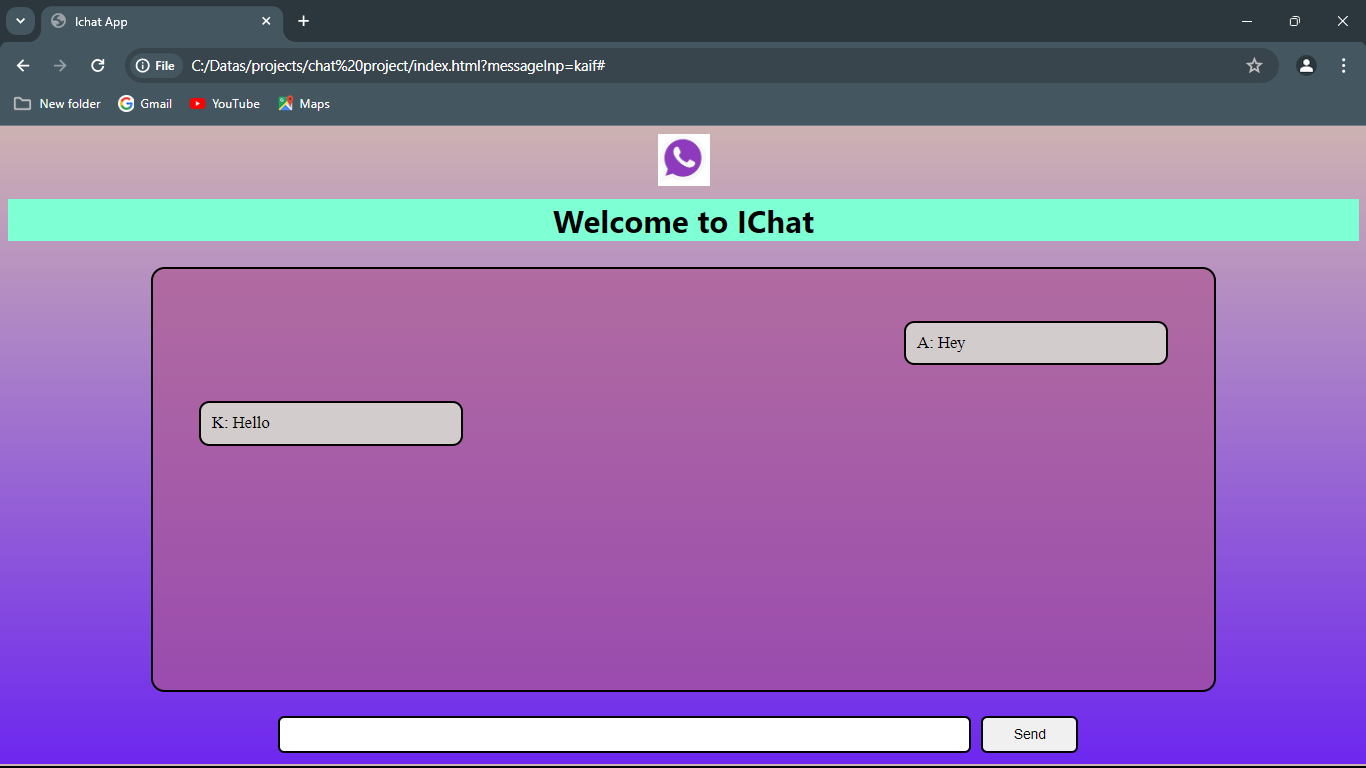 Ichat App
File C:/Datas/projects/chat%20project/index.html?messageInp=kaif#
New folder Gmail YouTube Maps
Welcome to IChat
A: Hey
K: Hello
Send